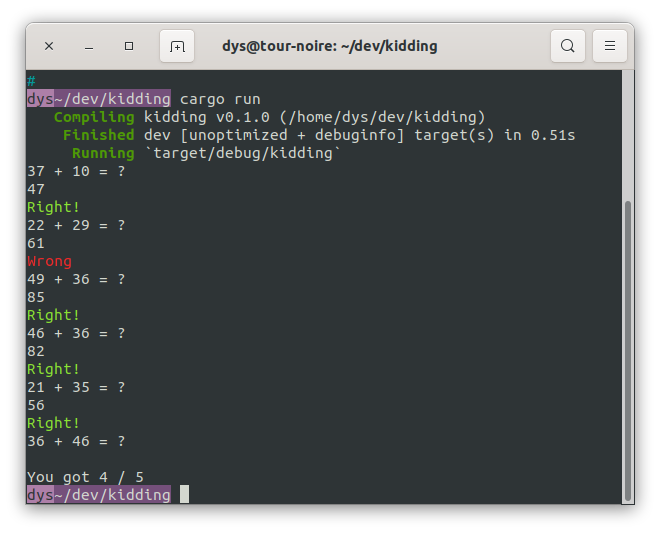 dys@tour-noire: ~/dev/kidding
#
dys~/dev/kidding cargo run
Compiling kidding v0.1.0 (/home/dys/dev/kidding)
Finished dev [unoptimized + debuginfo] target(s) in 0.51s
Running `target/debug/kidding`
37 + 10 = ?
47
Right!
22 + 29 = ?
61
Wrong
49 + 36 = ?
85
Right!
46 + 36 = ?
82
Right!
21 + 35 = ?
56
Right!
36 + 46 = ?
You got 4 / 5
dys~/dev/kidding